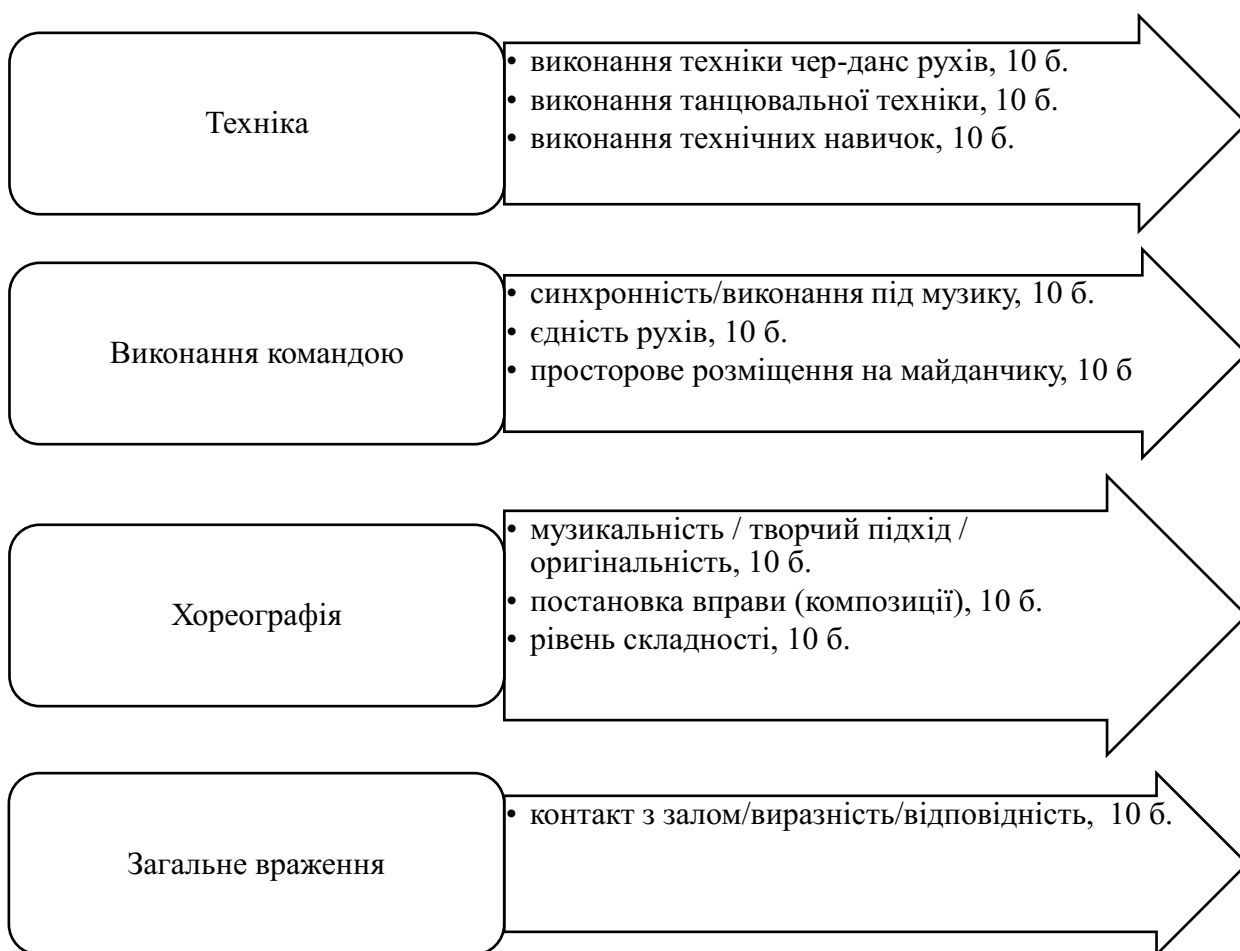 Техніка
• виконання техніки чер-данс рухів, 10 б.
• виконання танцювальної техніки, 10 б.
• виконання технічних навичок, 10 б.
Виконання командою
• синхронність/виконання під музику, 10 б.
• єдність рухів, 10 б.
• просторове розміщення на майданчику, 10 б
Хореографія
• музикальність / творчий підхід /
оригінальність, 10 б.
• постановка вправи (композиції), 10 б.
• рівень складності, 10 б.
Загальне враження
• контакт з залом/виразність/відповідність, 10 б.